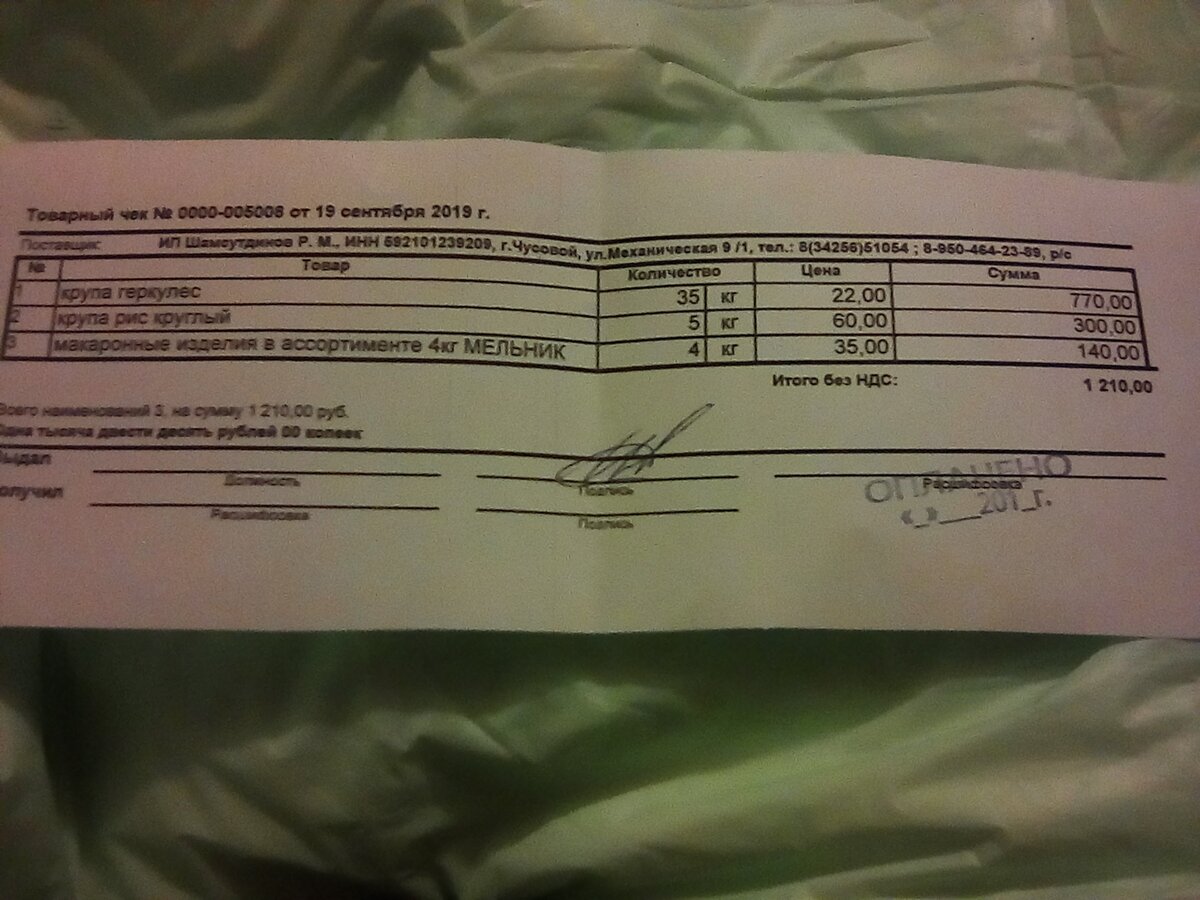 Товарный чек № 0000-005008 от 19 сентября 2019 г.
Поставщик: ИП Шамсутдинов Р. М., ИНН 592101239209, г.Чусовой, ул.Механическая 9 /1, тел.: 8(34256)51054 ; 8-950-464-23-89, р/с
№ Товар Количество Цена Сумма
1 крупа геркулес 35 кг 22,00 770,00
2 крупа рис круглый 5 кг 60,00 300,00
3 макаронные изделия в ассортименте 4кг МЕЛЬНИК 4 кг 35,00 140,00
Итого без НДС: 1 210,00
Всего наименований 3, на сумму 1 210,00 руб.
Одна тысяча двести десять рублей 00 копеек
Выдал
Должность Подпись Расшифровка
ОПЛАЧЕНО
«_»___201_г.
олучил
Расшифровка Подпись